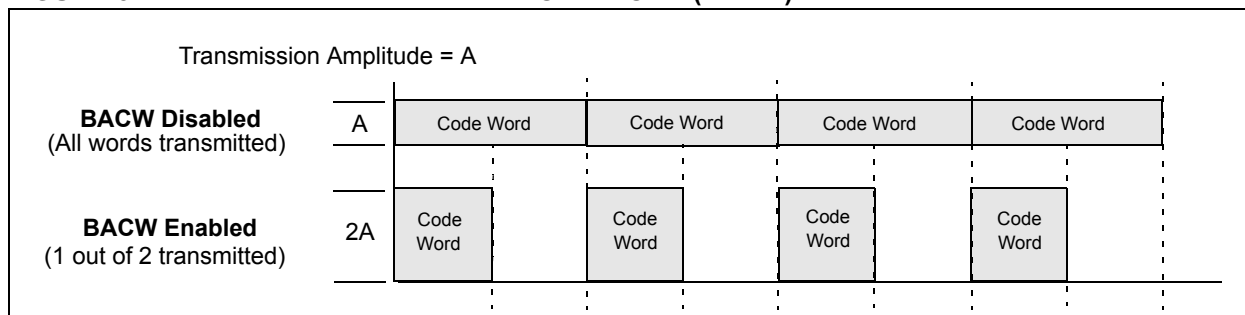 Transmission Amplitude = A
BACW Disabled
(All words transmitted)
A
Code Word
Code Word
Code Word
Code Word
BACW Enabled
(1 out of 2 transmitted)
2A
Code
Word
Code
Word
Code
Word
Code
Word